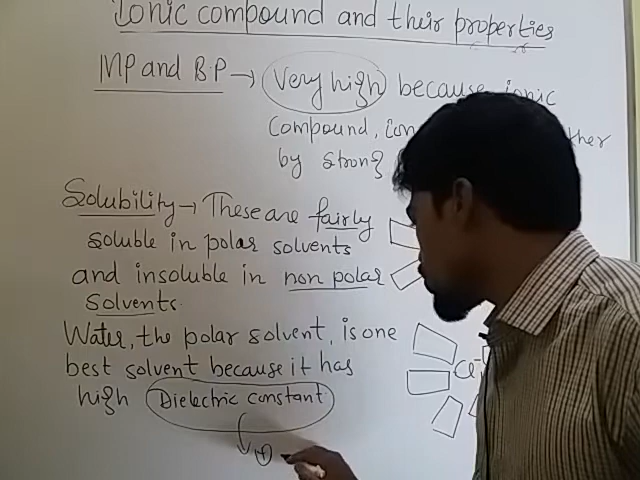 Ionic compound and their properties
MP and B.P → Very high because ionic
Compound, ther
by strong
Solubility → These are fairly
soluble in polar solvents
and insoluble in non polar
solvents.
Water, the polar solvent, is one
best solvent because it has
high Dielectric constant
Cl⁻
+